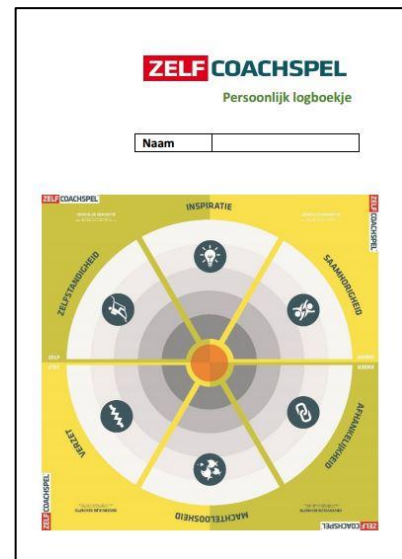 ZELF COACHSPEL
Persoonlijk logboekje
Naam
ZELF COACHSPEL
INSPIRATIE
ZELF COACHSPEL
ZELFSTANDIGHEID
SAAMHORIGHEID
ZELF
VERZET
AFHANKELIJKHEID
MACHTELOOSHEID
ZELF COACHSPEL
ZELF COACHSPEL